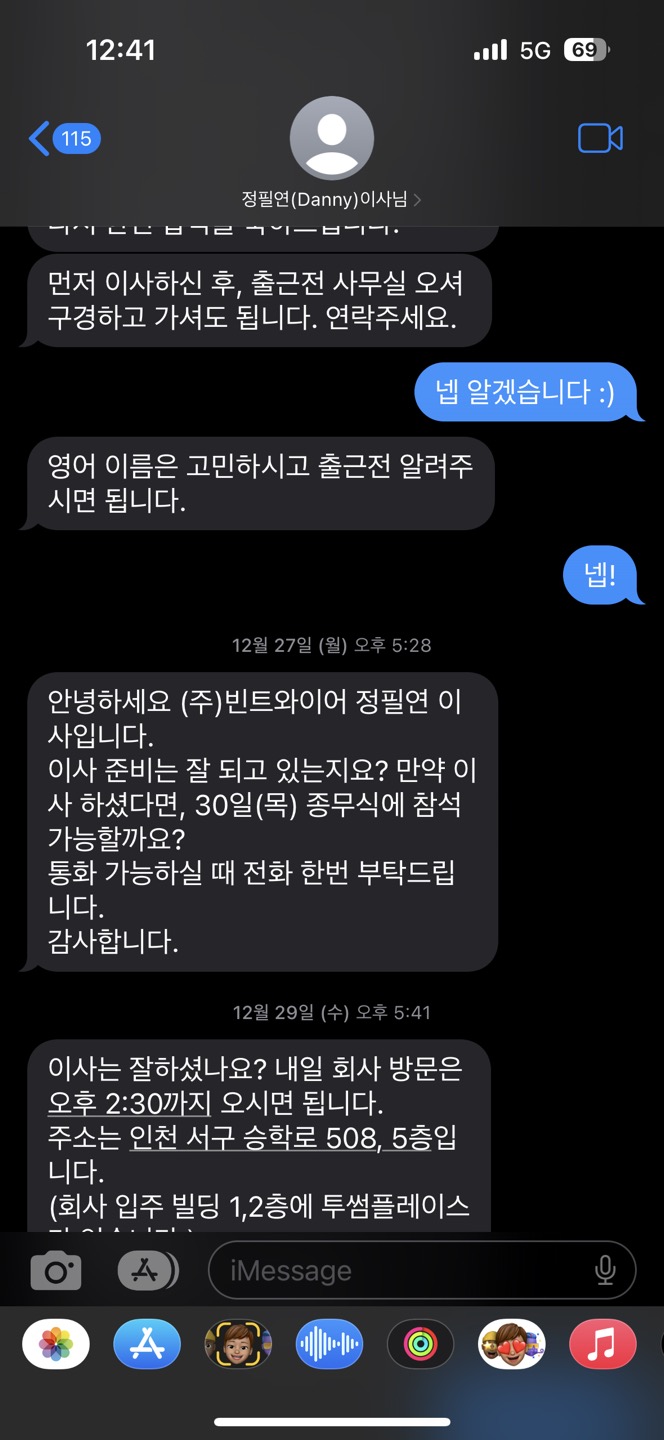 12:41
5G
69
115
정필연(Danny)이사님
먼저 이사하신 후, 출근전 사무실 오셔
구경하고 가셔도 됩니다. 연락주세요.
넵 알겠습니다 :)
영어 이름은 고민하시고 출근전 알려주
시면 됩니다.
넵!
12월 27일 (월) 오후 5:28
안녕하세요 (주)빈트와이어 정필연 이
사입니다.
이사 준비는 잘 되고 있는지요? 만약 이
사 하셨다면, 30일(목) 종무식에 참석
가능할까요?
통화 가능하실 때 전화 한번 부탁드립
니다.
감사합니다.
12월 29일 (수) 오후 5:41
이사는 잘하셨나요? 내일 회사 방문은
오후 2:30까지 오시면 됩니다.
주소는 인천 서구 승학로 508, 5층입
니다.
(회사 입주 빌딩 1,2층에 투썸플레이스
iMessage